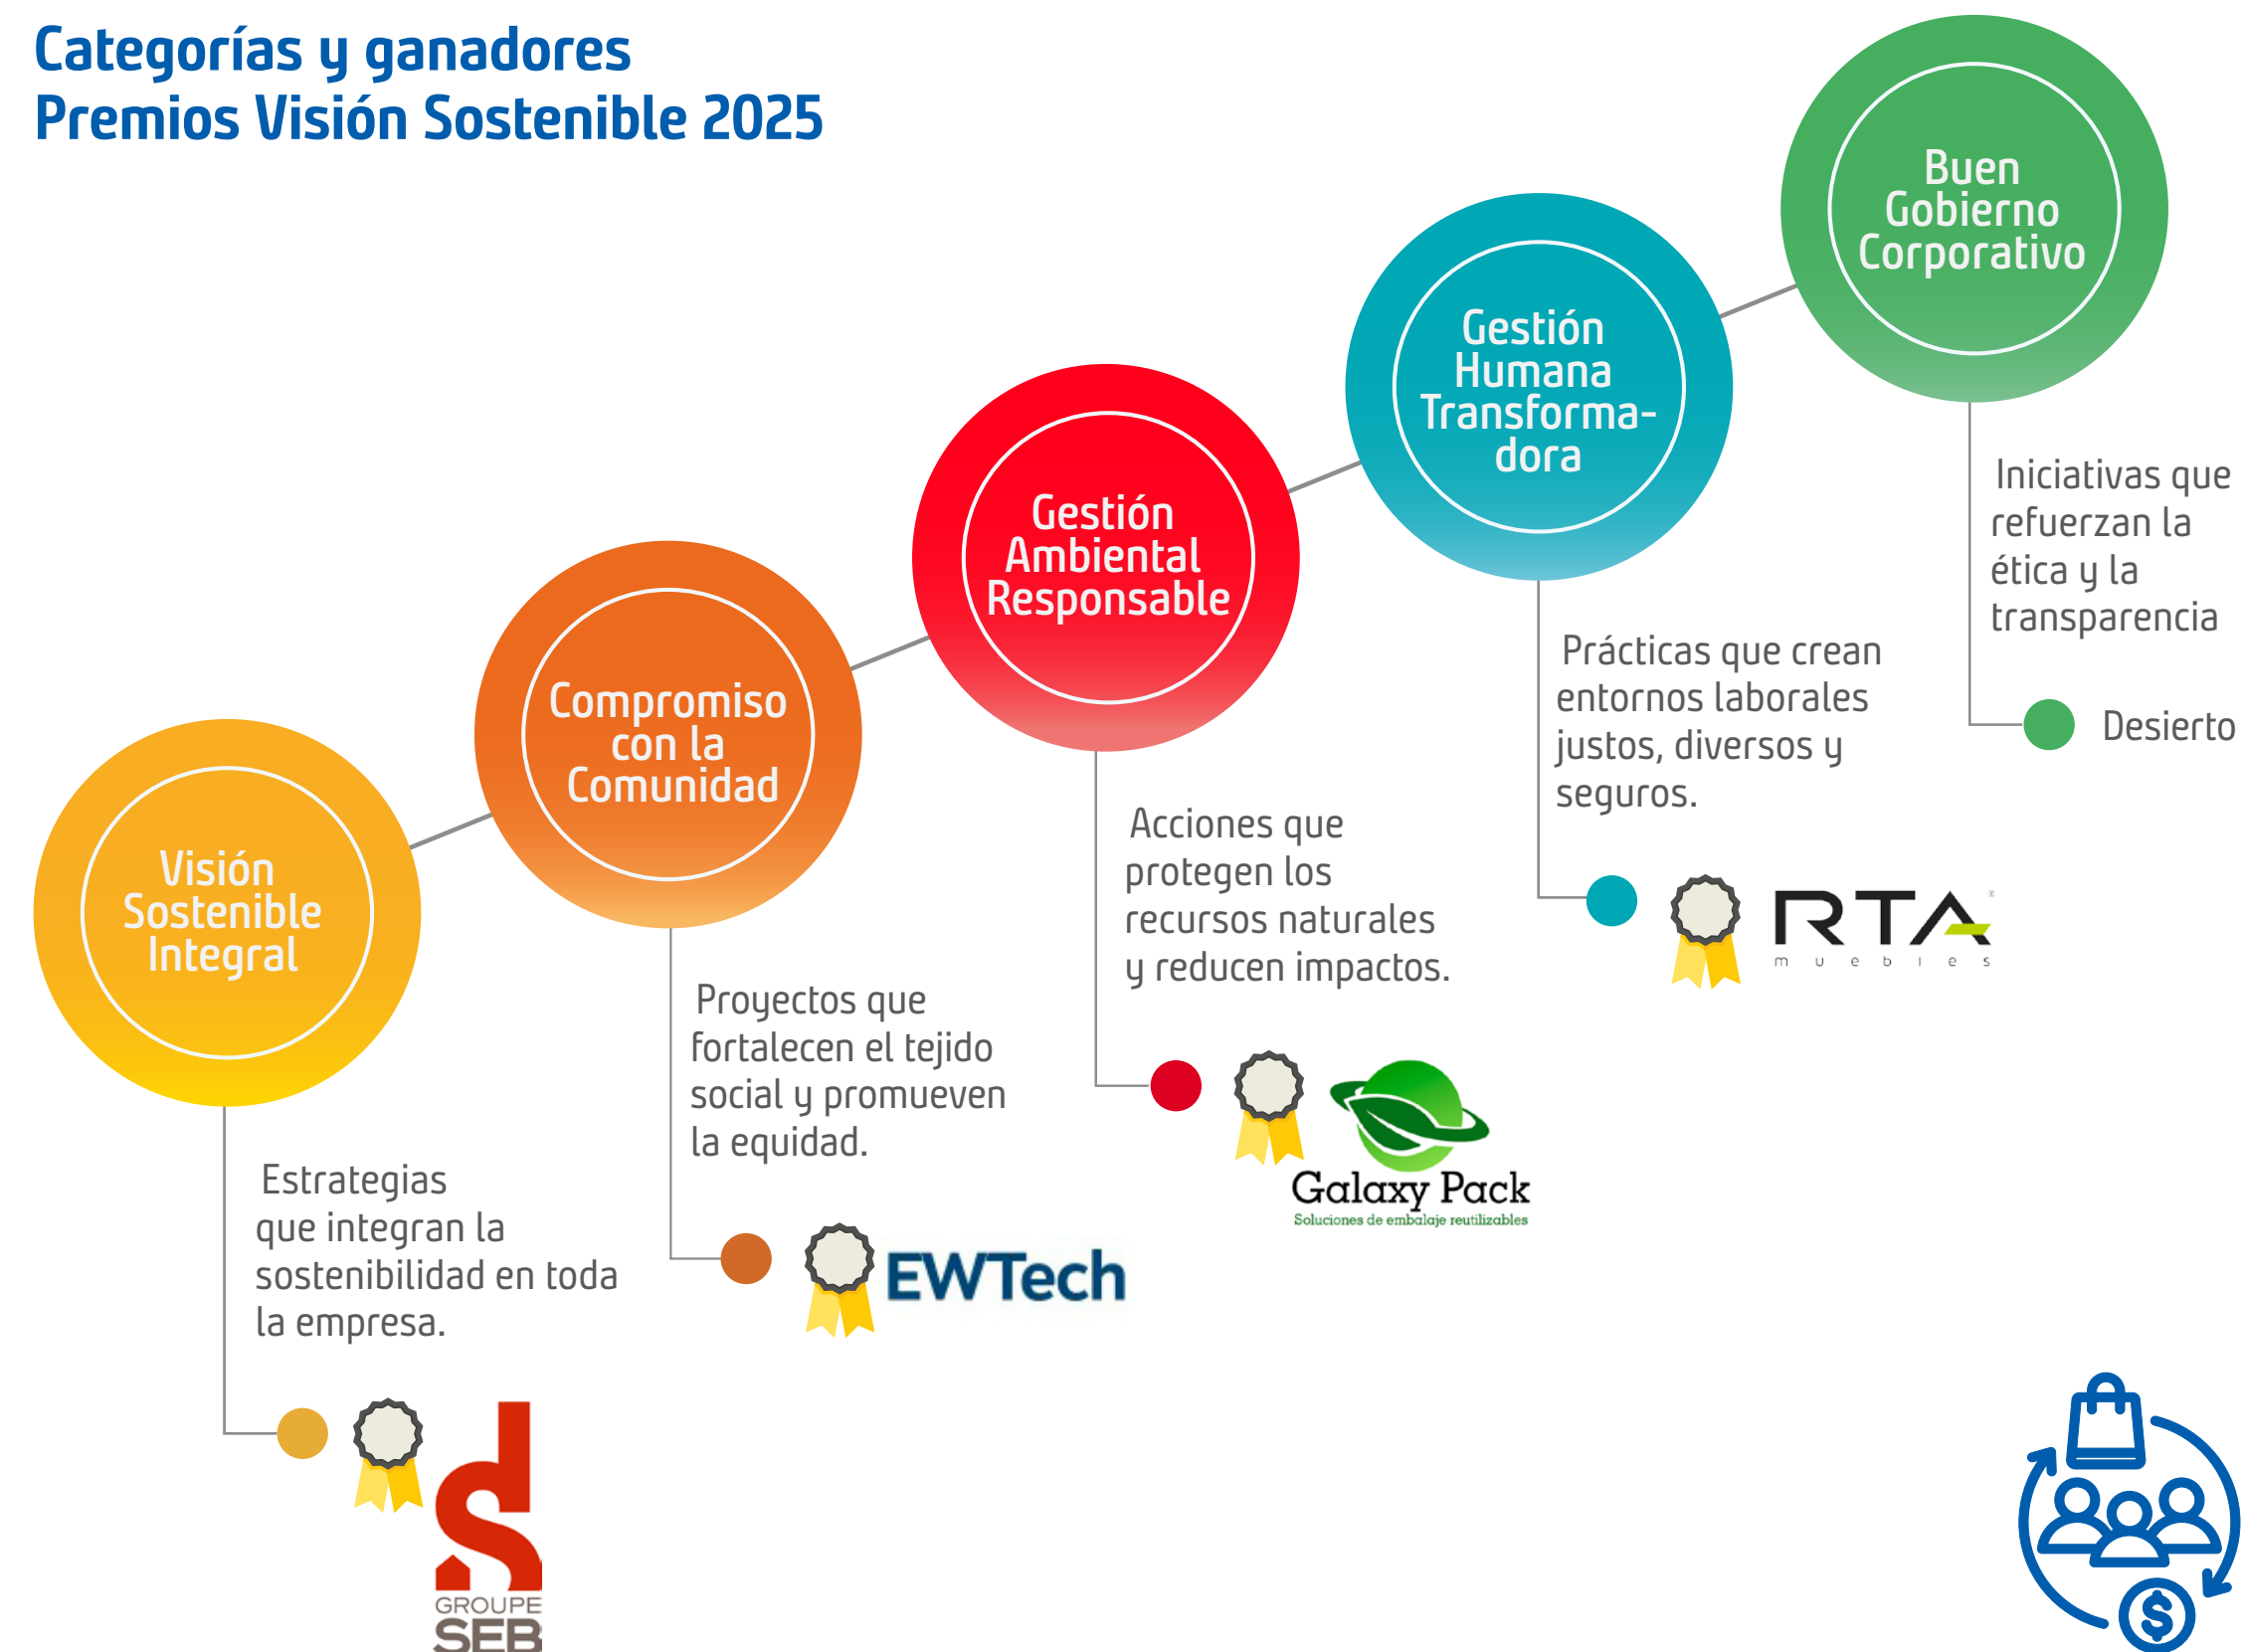 Categorías y ganadores
Premios Visión Sostenible 2025
Visión
Sostenible
Integral
Estrategias
que integran la
sostenibilidad en toda
la empresa.
GROUPE
SEB
Compromiso
con la
Comunidad
Proyectos que
fortalecen el tejido
social y promueven
la equidad.
EWTech
Gestión
Ambiental
Responsable
Acciones que
protegen los
recursos naturales
y reducen impactos.
Galaxy Pack
Soluciones de embalaje reutilizables
Gestión
Humana
Transforma-
dora
Prácticas que crean
entornos laborales
justos, diversos y
seguros.
RTA®
muebles
Buen
Gobierno
Corporativo
Iniciativas que
refuerzan la
ética y la
transparencia
Desierto
$